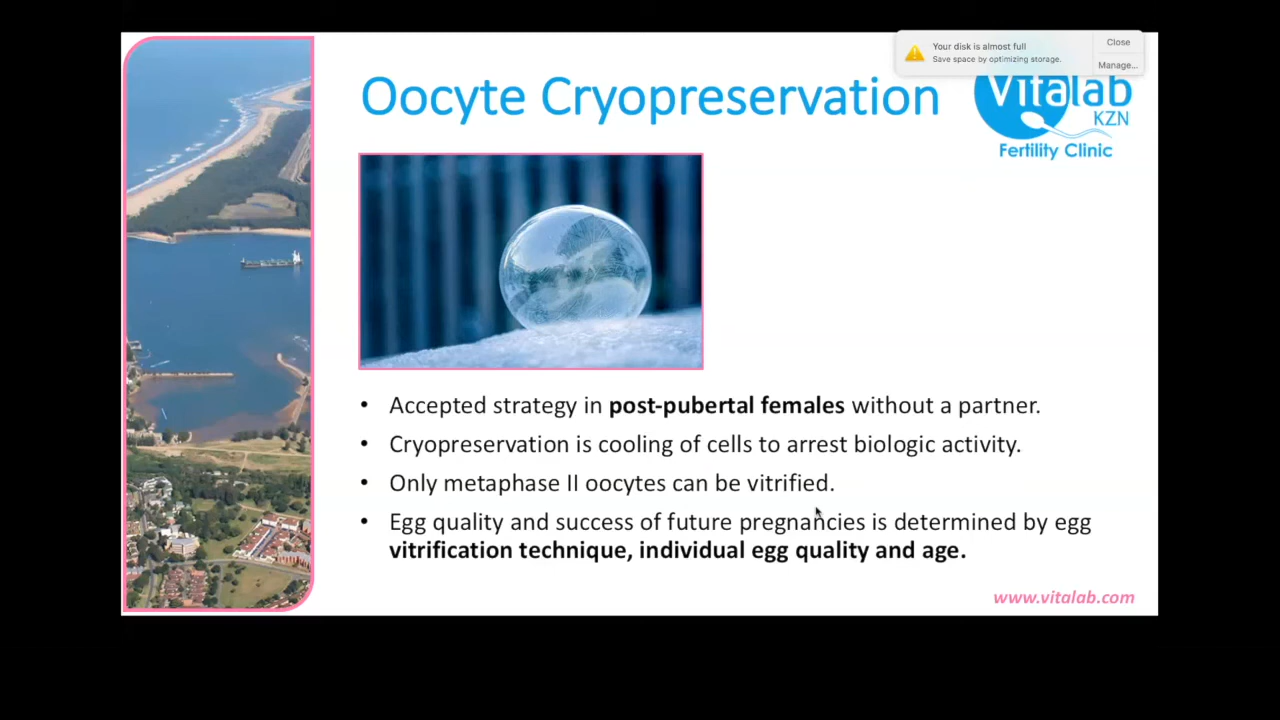 Your disk is almost full
Save space by optimizing storage.
Close
Manage...
Oocyte Cryopreservation
Vitalab
KZN
Fertility Clinic
• Accepted strategy in post-pubertal females without a partner.
• Cryopreservation is cooling of cells to arrest biologic activity.
• Only metaphase II oocytes can be vitrified.
• Egg quality and success of future pregnancies is determined by egg
vitrification technique, individual egg quality and age.
www.vitalab.com